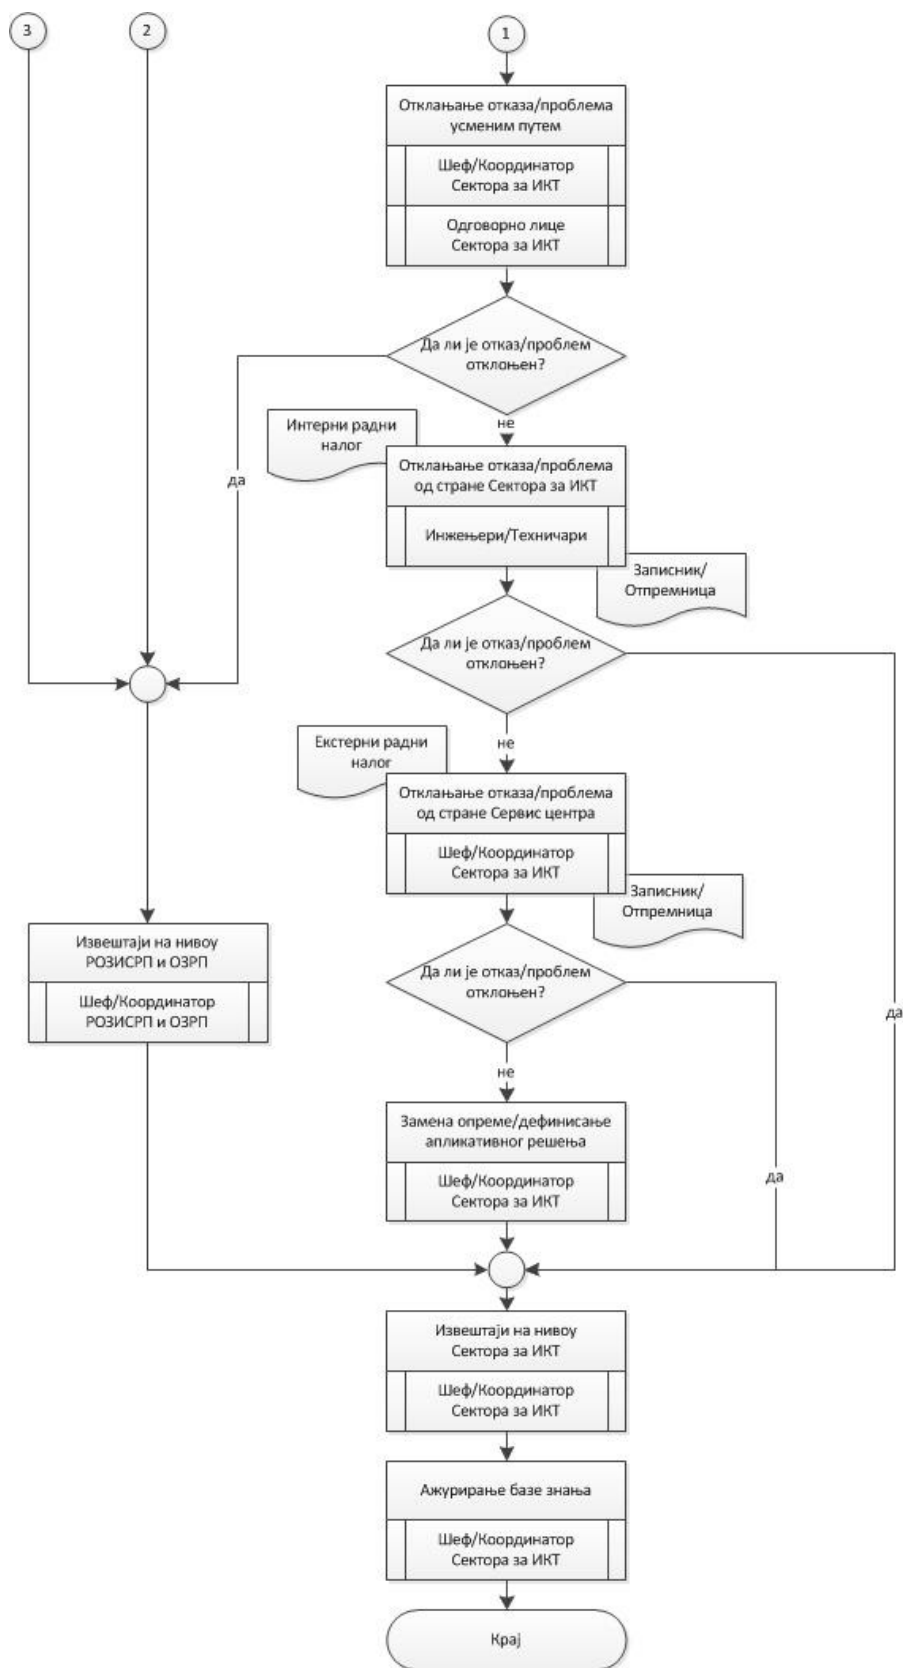 3
2
1
Отклањање отказа/проблема
усменим путем
Шеф/Координатор
Сектора за ИКТ
Одговорно лице
Сектора за ИКТ
Да ли је отказ/проблем
отклоњен?
не
да
Интерни радни
налог
Отклањање отказа/проблема
од стране Сектора за ИКТ
Инжењери/Техничари
Записник/
Отпремница
Да ли је отказ/проблем
отклоњен?
не
да
Екстерни радни
налог
Отклањање отказа/проблема
од стране Сервис центра
Шеф/Координатор
Сектора за ИКТ
Записник/
Отпремница
Извештаји на нивоу
РОЗИСРП и ОЗРП
Шеф/Координатор
РОЗИСРП и ОЗРП
Да ли је отказ/проблем
отклоњен?
не
да
Замена опреме/дефинисање
апликативног решења
Шеф/Координатор
Сектора за ИКТ
Извештаји на нивоу
Сектора за ИКТ
Шеф/Координатор
Сектора за ИКТ
Ажурирање базе знања
Шеф/Координатор
Сектора за ИКТ
Крај